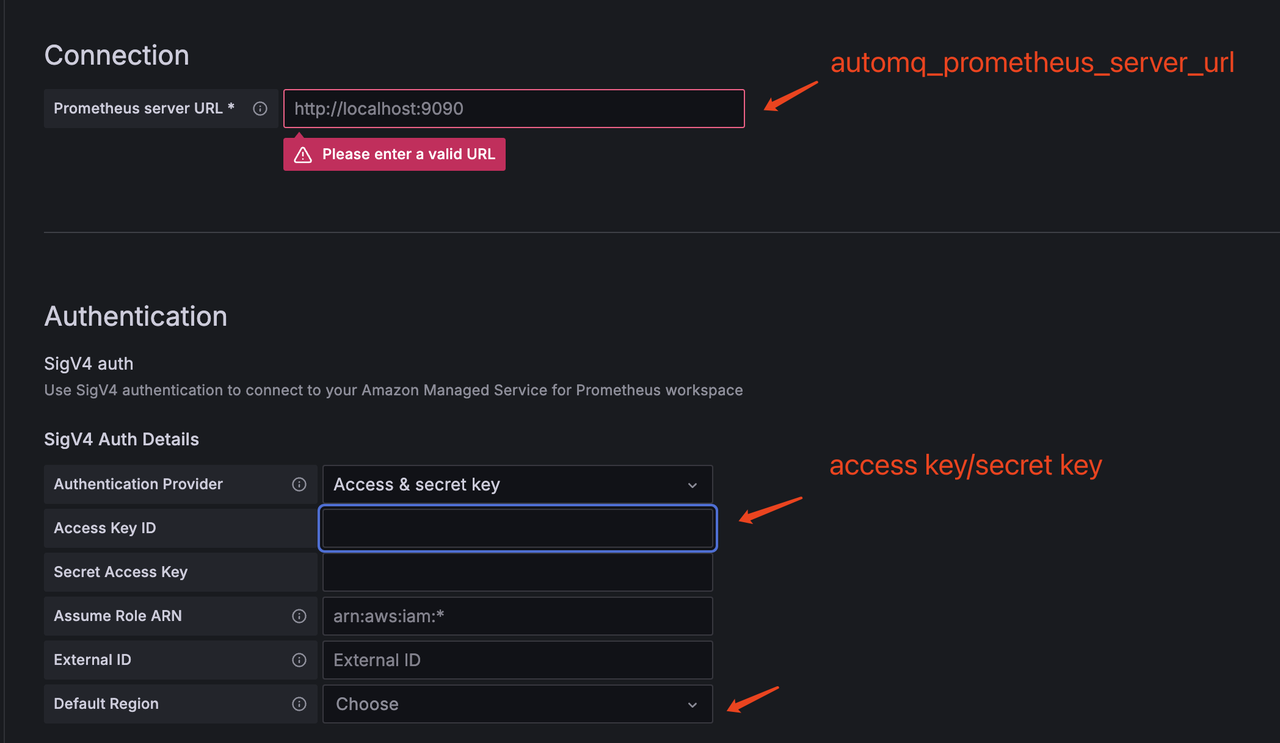 Connection
automq_prometheus_server_url
Prometheus server URL * http://localhost:9090
Please enter a valid URL
Authentication
SigV4 auth
Use SigV4 authentication to connect to your Amazon Managed Service for Prometheus workspace
SigV4 Auth Details
access key/secret key
Authentication Provider Access & secret key
Access Key ID
Secret Access Key
Assume Role ARN arn:aws:iam:*
External ID External ID
Default Region Choose